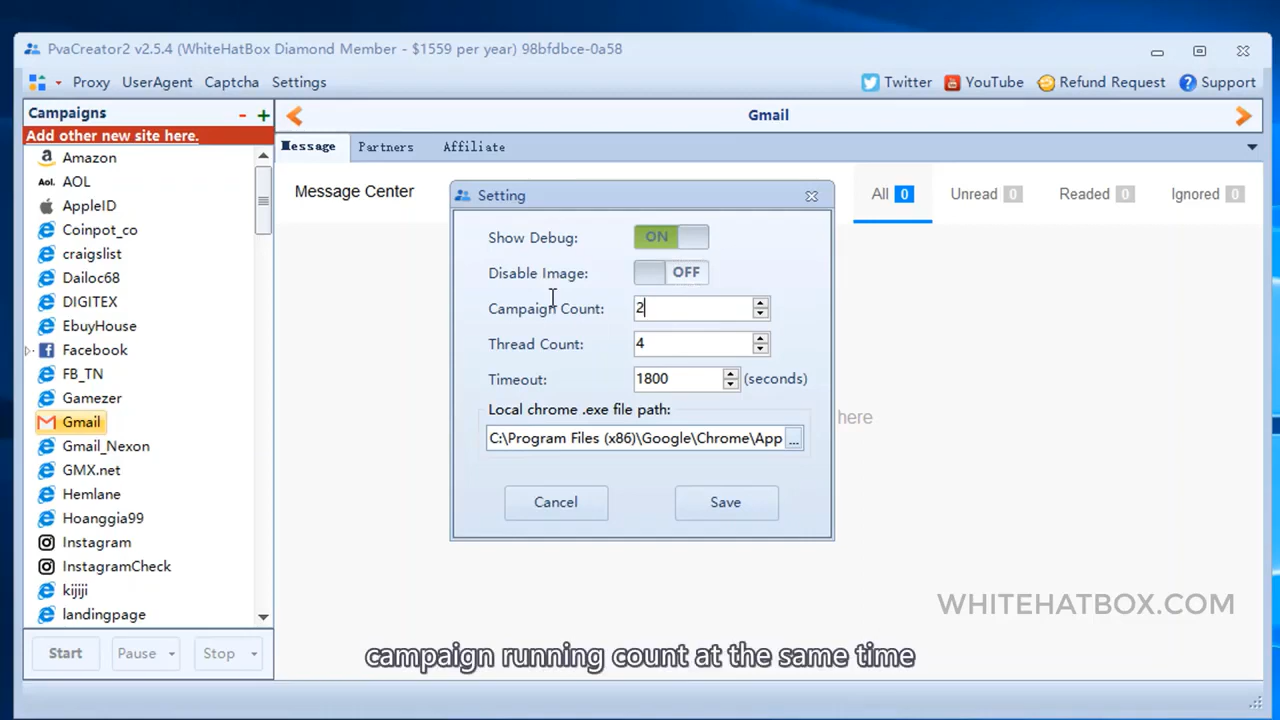 PvaCreator2 v2.5.4 (WhiteHatBox Diamond Member - $1559 per year) 98bfdbce-0a58
Proxy UserAgent Captcha Settings Twitter YouTube Refund Request Support
Campaigns - +
Gmail
Add other new site here.
Message Partners Affiliate
Amazon
AOL
AppleID
Coinpot_co
craigslist
Dailoc68
DIGITEX
EbuyHouse
Facebook
FB_TN
Gamezer
Gmail
Gmail_Nexon
GMX.net
Hemlane
Hoanggia99
Instagram
InstagramCheck
kijiji
landingpage
Start Pause Stop
Message Center
All 0 Unread 0 Readed 0 Ignored 0
here
Setting
Show Debug: ON
Disable Image: OFF
Campaign Count: 2
Thread Count: 4
Timeout: 1800 (seconds)
Local chrome .exe file path:
C:\Program Files (x86)\Google\Chrome\App ...
Cancel Save
WHITEHATBOX.COM
campaign running count at the same time